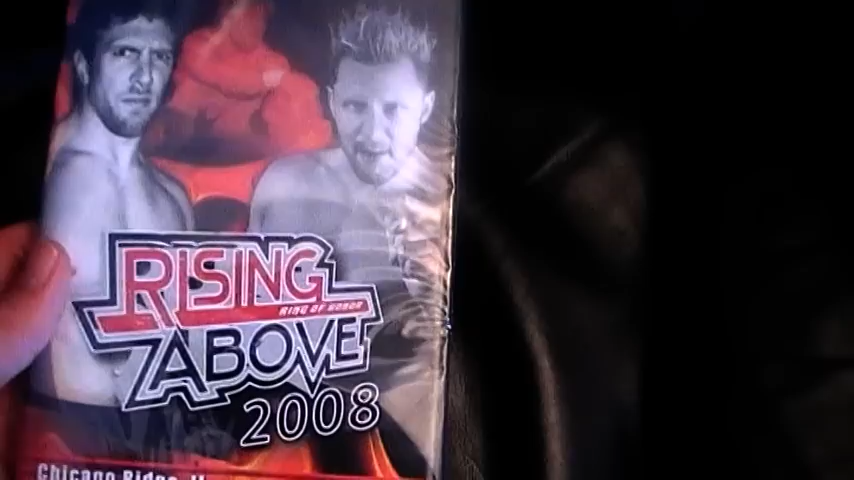 RISING
RING OF HONOR
ABOVE
2008
Chicago Ridge, IL